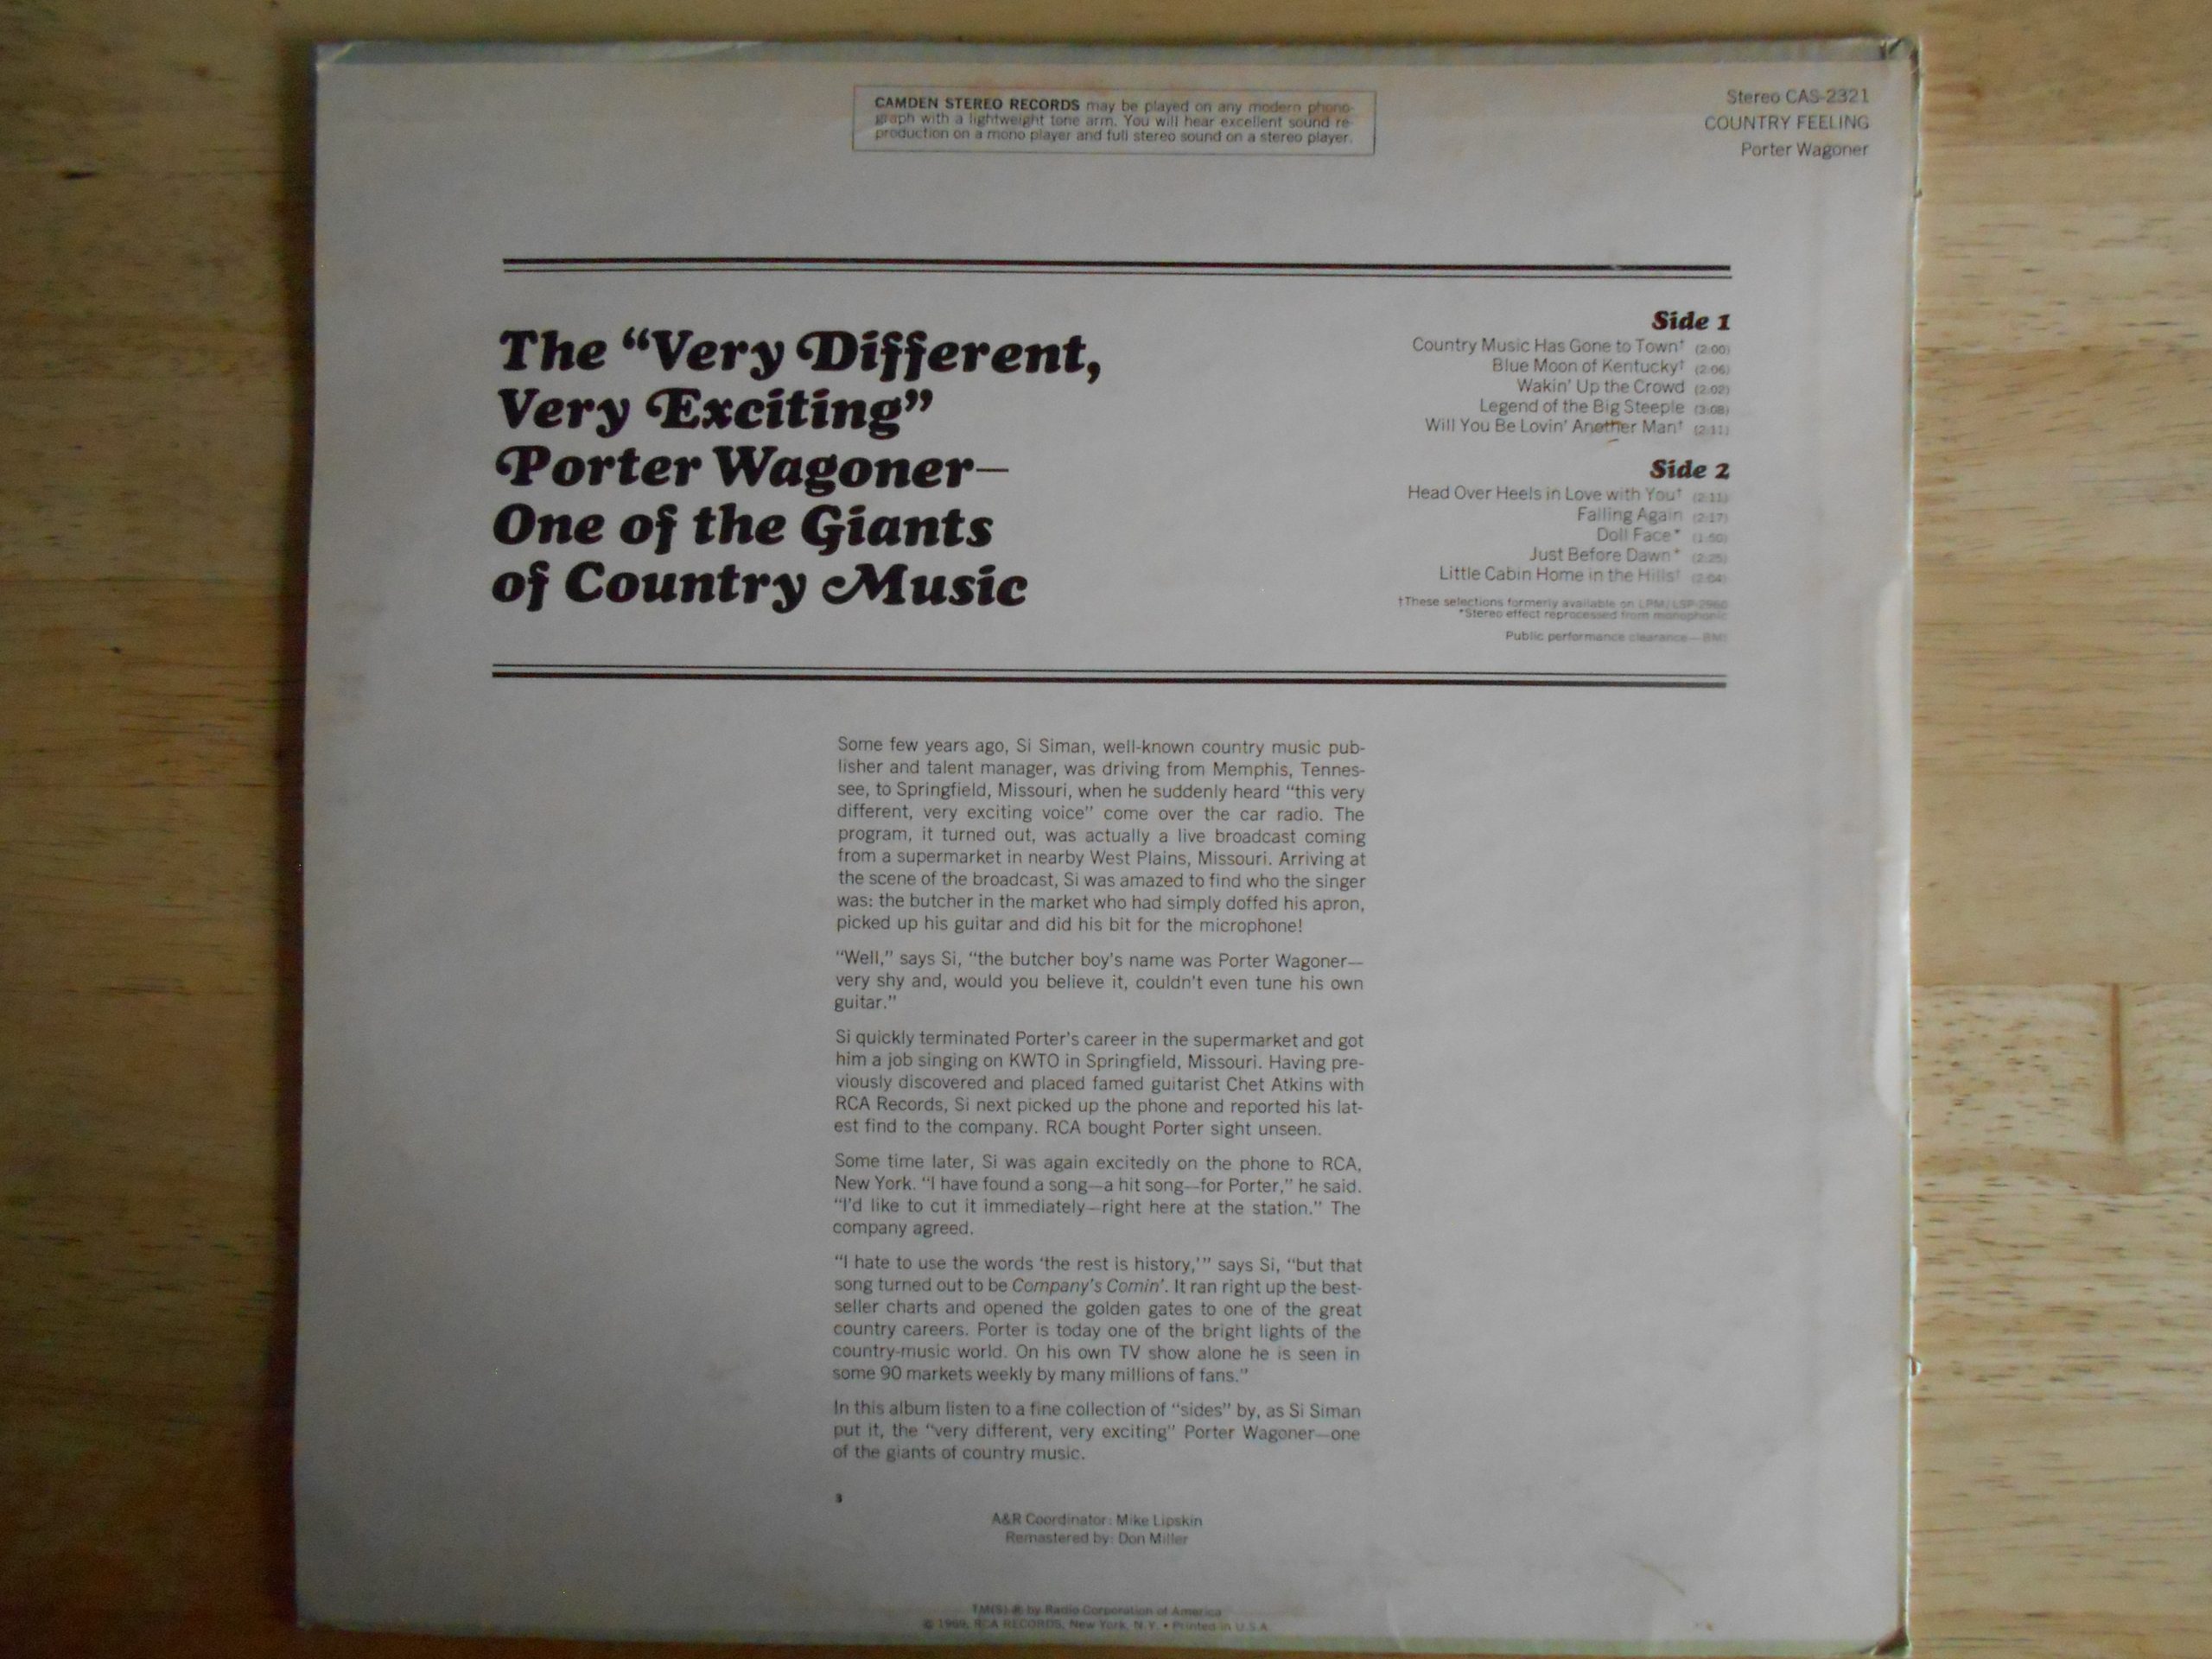 CAMDEN STEREO RECORDS may be played on any modern phono-
graph with a lightweight tone arm. You will hear excellent sound re-
production on a mono player and full stereo sound on a stereo player.
Stereo CAS-2321
COUNTRY FEELING
Porter Wagoner
The “Very Different,
Very Exciting”
Porter Wagoner—
One of the Giants
of Country Music
Side 1
Country Music Has Gone to Town† (2:00)
Blue Moon of Kentucky† (2:06)
Wakin' Up the Crowd (2:02)
Legend of the Big Steeple (3:08)
Will You Be Lovin' Another Man† (2:11)
Side 2
Head Over Heels in Love with You† (2:11)
Falling Again (2:17)
Doll Face* (1:50)
Just Before Dawn* (2:25)
Little Cabin Home in the Hills† (2:04)
†These selections formerly available on LPM/LSP-2960
*Stereo effect reprocessed from monophonic
Public performance clearance—BMI
Some few years ago, Si Siman, well-known country music pub-
lisher and talent manager, was driving from Memphis, Tennes-
see, to Springfield, Missouri, when he suddenly heard “this very
different, very exciting voice” come over the car radio. The
program, it turned out, was actually a live broadcast coming
from a supermarket in nearby West Plains, Missouri. Arriving at
the scene of the broadcast, Si was amazed to find who the singer
was: the butcher in the market who had simply doffed his apron,
picked up his guitar and did his bit for the microphone!
“Well,” says Si, “the butcher boy's name was Porter Wagoner—
very shy and, would you believe it, couldn't even tune his own
guitar.”
Si quickly terminated Porter's career in the supermarket and got
him a job singing on KWTO in Springfield, Missouri. Having pre-
viously discovered and placed famed guitarist Chet Atkins with
RCA Records, Si next picked up the phone and reported his lat-
est find to the company. RCA bought Porter sight unseen.
Some time later, Si was again excitedly on the phone to RCA,
New York. “I have found a song—a hit song—for Porter,” he said.
“I'd like to cut it immediately—right here at the station.” The
company agreed.
“I hate to use the words ‘the rest is history,’” says Si, “but that
song turned out to be Company's Comin'. It ran right up the best-
seller charts and opened the golden gates to one of the great
country careers. Porter is today one of the bright lights of the
country-music world. On his own TV show alone he is seen in
some 90 markets weekly by many millions of fans.”
In this album listen to a fine collection of “sides” by, as Si Siman
put it, the “very different, very exciting” Porter Wagoner—one
of the giants of country music.
3
A&R Coordinator: Mike Lipskin
Remastered by: Don Miller
TM(S) ® by Radio Corporation of America
© 1969, RCA RECORDS, New York, N.Y. • Printed in U.S.A.